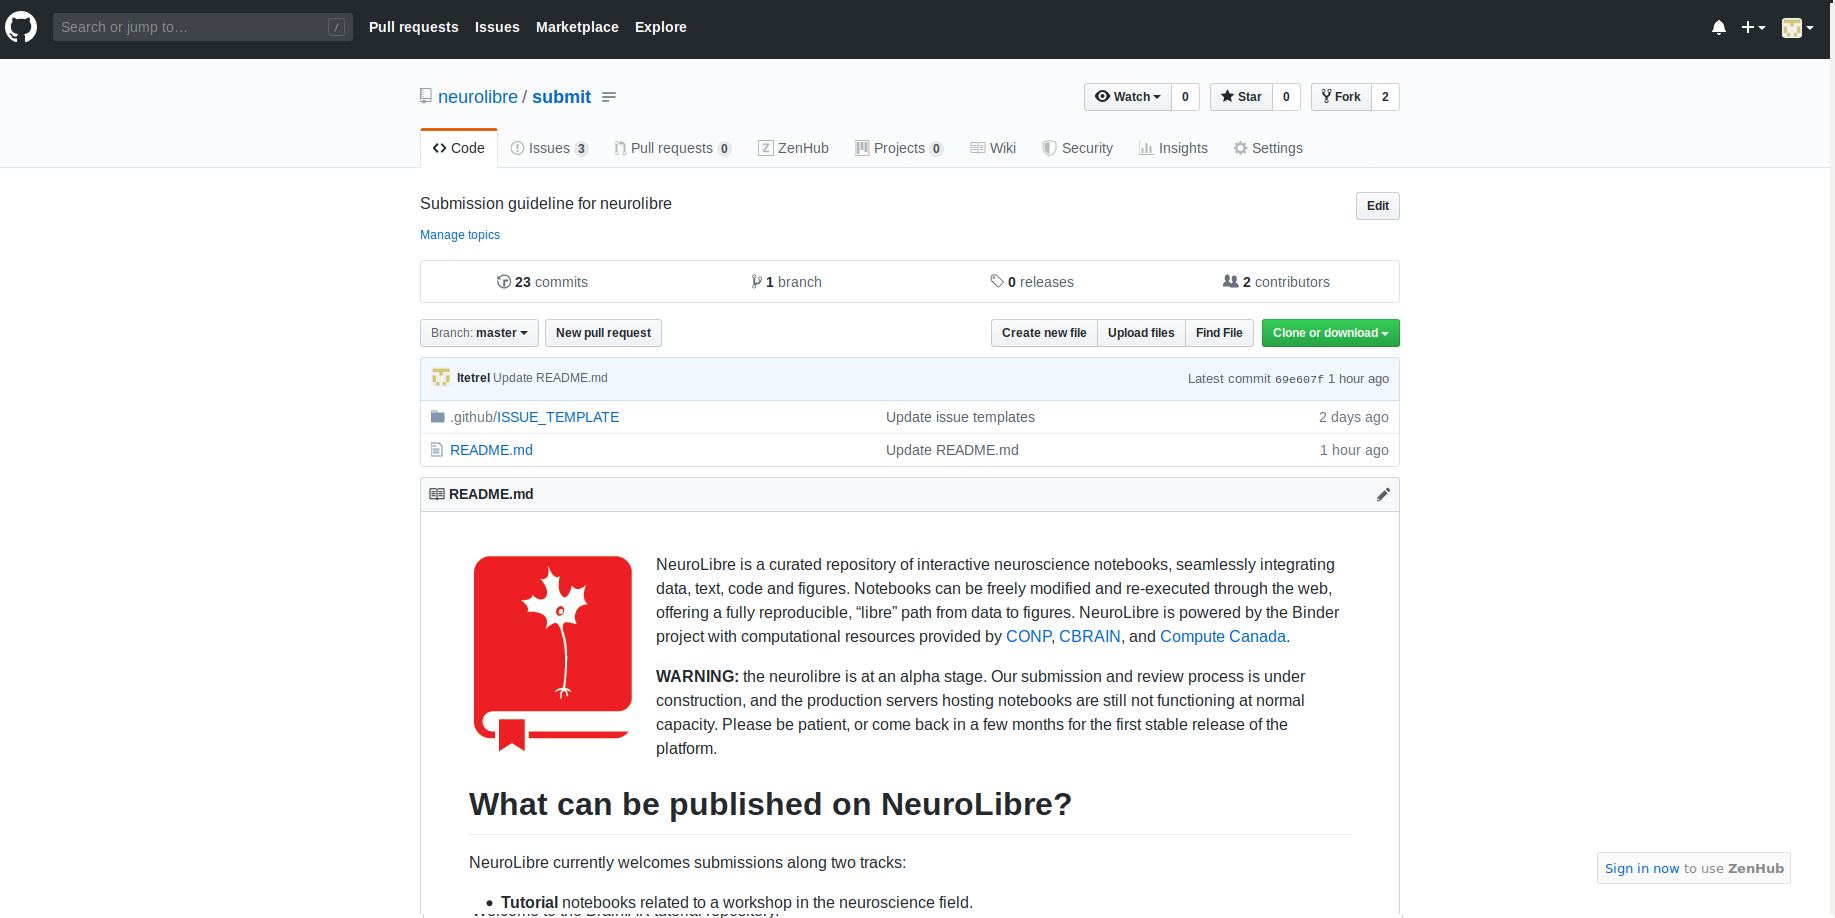 Search or jump to… / Pull requests Issues Marketplace Explore
neurolibre / submit Watch 0 Star 0 Fork 2
Code Issues 3 Pull requests 0 ZenHub Projects 0 Wiki Security Insights Settings
Submission guideline for neurolibre Edit
Manage topics
23 commits 1 branch 0 releases 2 contributors
Branch: master New pull request Create new file Upload files Find File Clone or download
ltetrel Update README.md Latest commit 69e607f 1 hour ago
.github/ISSUE_TEMPLATE Update issue templates 2 days ago
README.md Update README.md 1 hour ago
README.md
NeuroLibre is a curated repository of interactive neuroscience notebooks, seamlessly integrating
data, text, code and figures. Notebooks can be freely modified and re-executed through the web,
offering a fully reproducible, “libre” path from data to figures. NeuroLibre is powered by the Binder
project with computational resources provided by CONP, CBRAIN, and Compute Canada.
WARNING: the neurolibre is at an alpha stage. Our submission and review process is under
construction, and the production servers hosting notebooks are still not functioning at normal
capacity. Please be patient, or come back in a few months for the first stable release of the
platform.
What can be published on NeuroLibre?
NeuroLibre currently welcomes submissions along two tracks:
Sign in now to use ZenHub
• Tutorial notebooks related to a workshop in the neuroscience field.